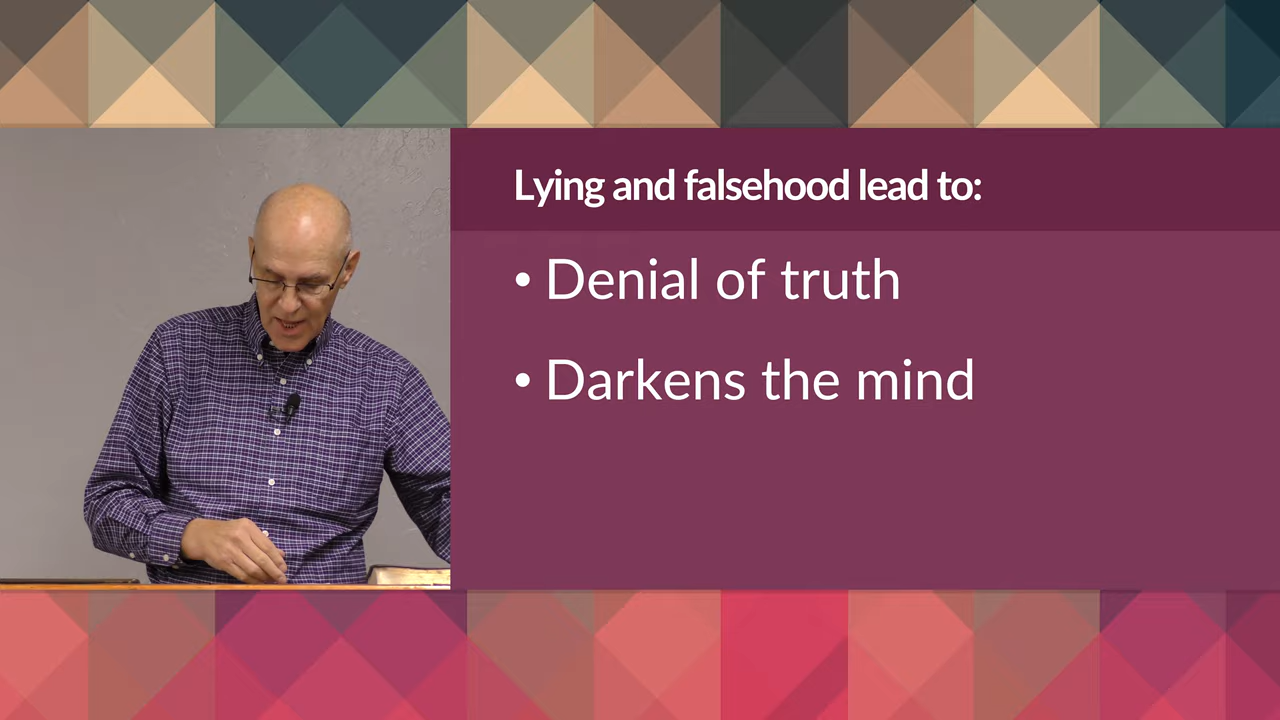 Lying and falsehood lead to:
• Denial of truth
• Darkens the mind